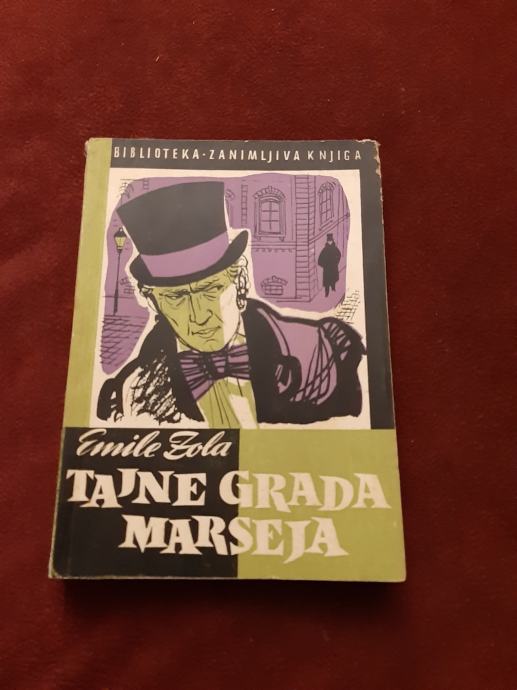 BIBLIOTEKA · ZANIMLJIVA KNJIGA
Emile Zola
TAJNE GRADA
MARSEJA